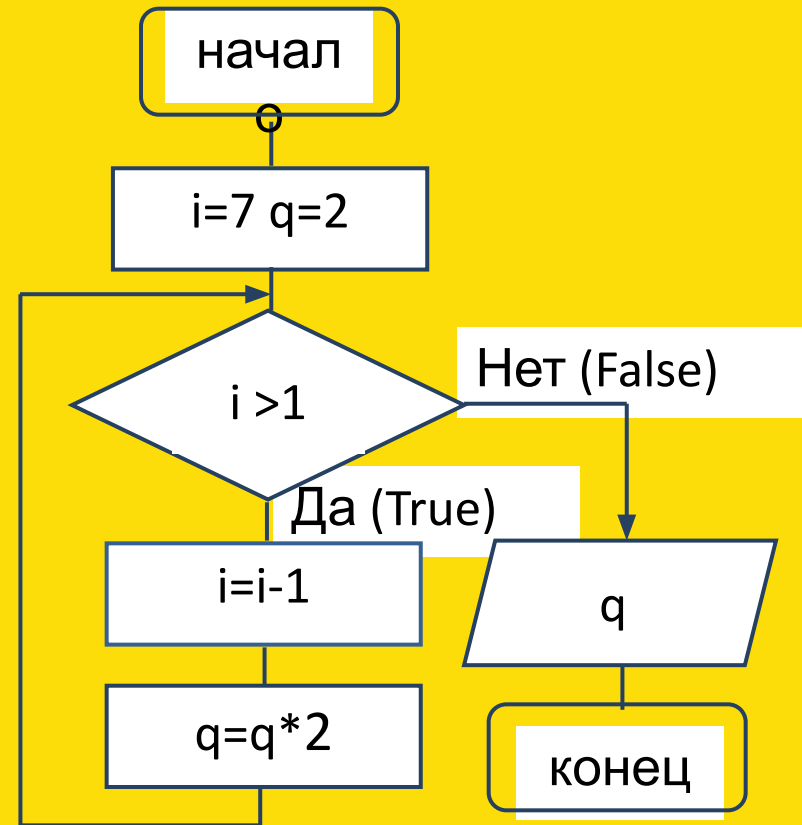 начал
о
i=7 q=2
i >1
Нет (False)
Да (True)
i=i-1
q
q=q*2
конец